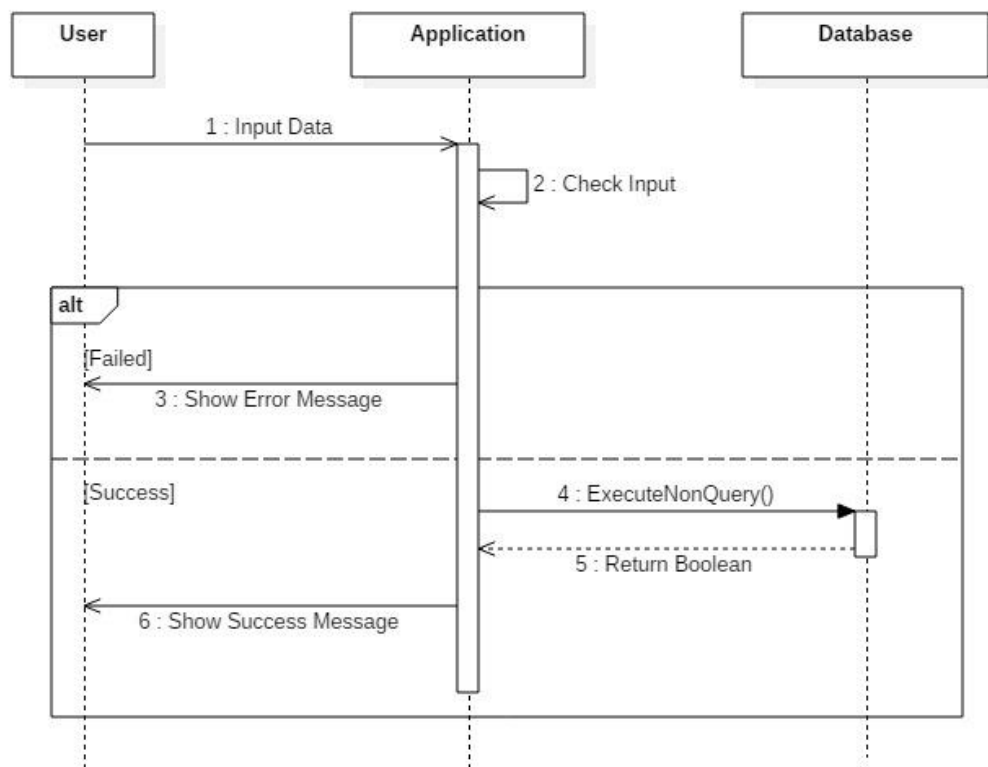 User
Application
Database
1 : Input Data
2 : Check Input
alt
[Failed]
3 : Show Error Message
[Success]
4 : ExecuteNonQuery()
5 : Return Boolean
6 : Show Success Message